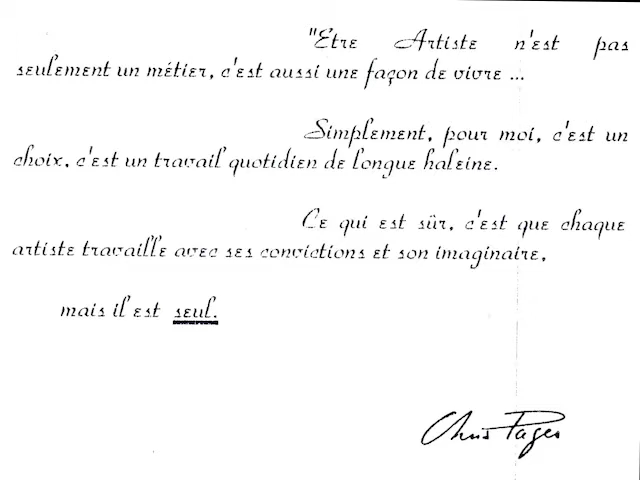 "Etre Artiste n'est pas
seulement un métier, c'est aussi une façon de vivre ...
Simplement, pour moi, c'est un
choix, c'est un travail quotidien de longue haleine.
Ce qui est sûr, c'est que chaque
artiste travaille avec ses convictions et son imaginaire,
mais il est seul.
Chris Pages